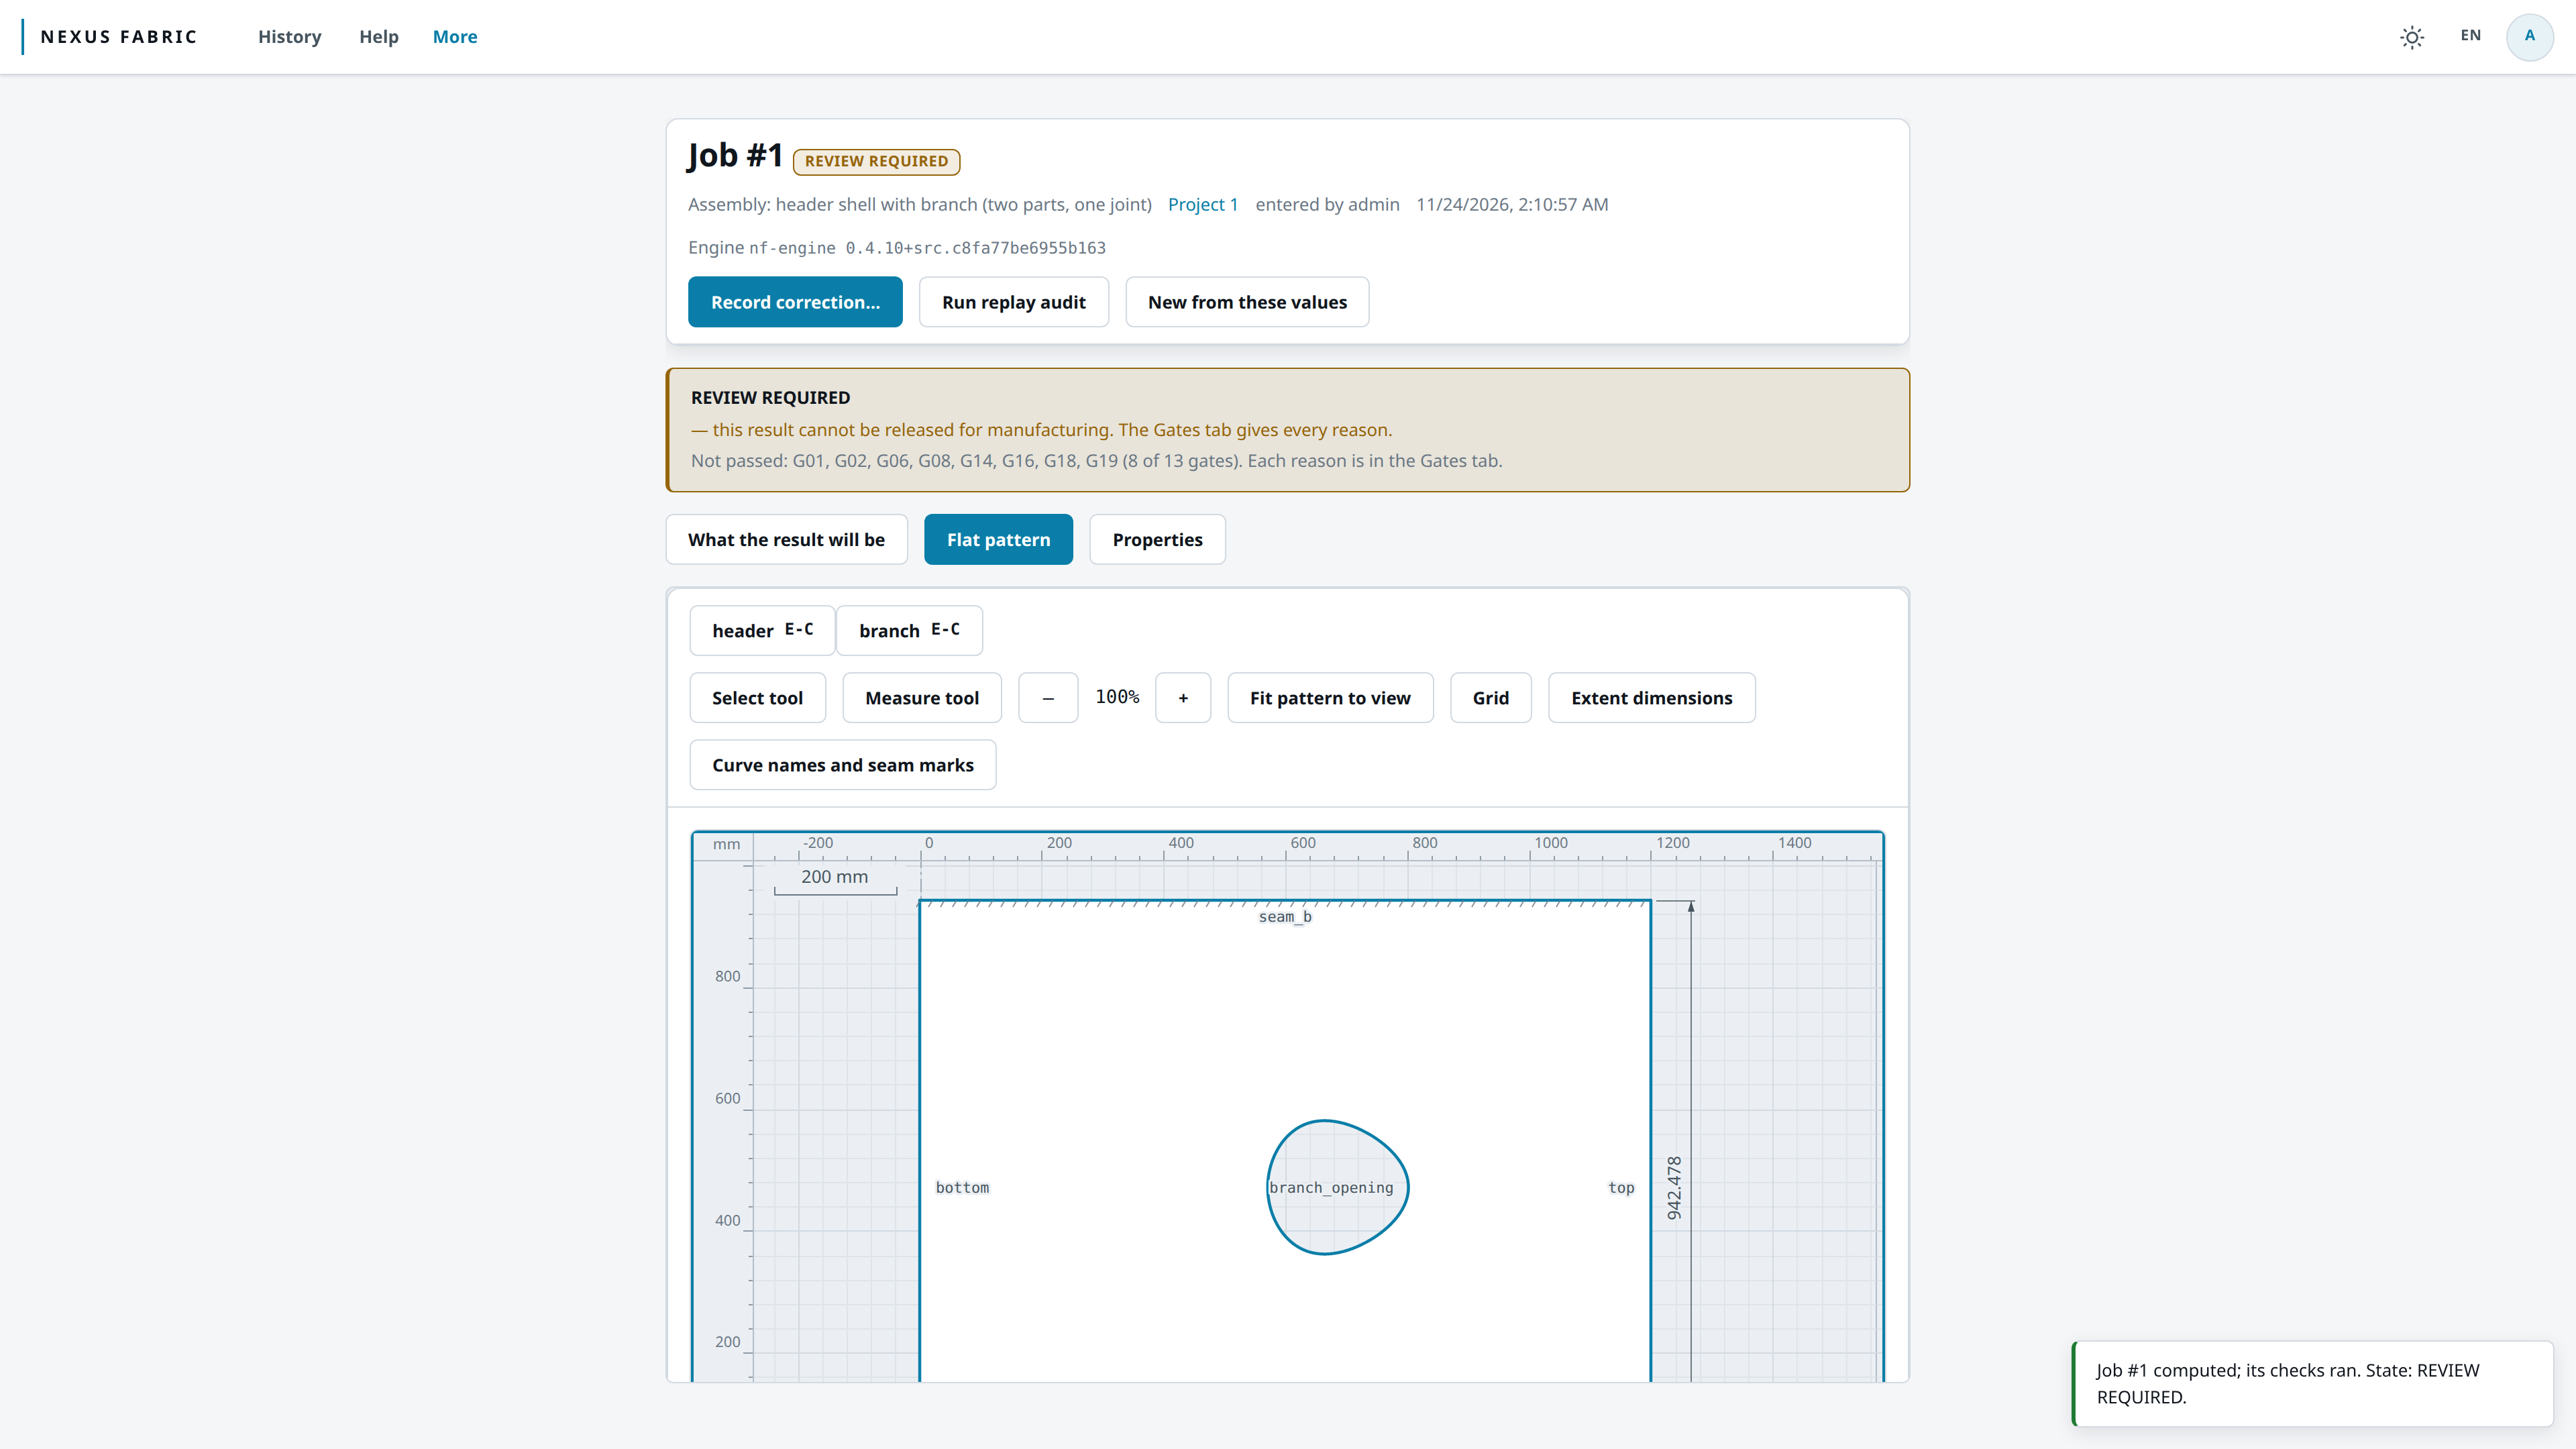 NEXUS FABRIC
History
Help
More
EN
A
Job #1
REVIEW REQUIRED
Assembly: header shell with branch (two parts, one joint) Project 1 entered by admin 11/24/2026, 2:10:57 AM
Engine nf-engine 0.4.10+src.c8fa77be6955b163
Record correction...
Run replay audit
New from these values
REVIEW REQUIRED
— this result cannot be released for manufacturing. The Gates tab gives every reason.
Not passed: G01, G02, G06, G08, G14, G16, G18, G19 (8 of 13 gates). Each reason is in the Gates tab.
What the result will be
Flat pattern
Properties
header E-C
branch E-C
Select tool
Measure tool
—
100%
+
Fit pattern to view
Grid
Extent dimensions
Curve names and seam marks
mm
-200
0
200
400
600
800
1000
1200
1400
200 mm
seam_b
800
600
400
200
bottom
branch_opening
top
942.478
Job #1 computed; its checks ran. State: REVIEW
REQUIRED.